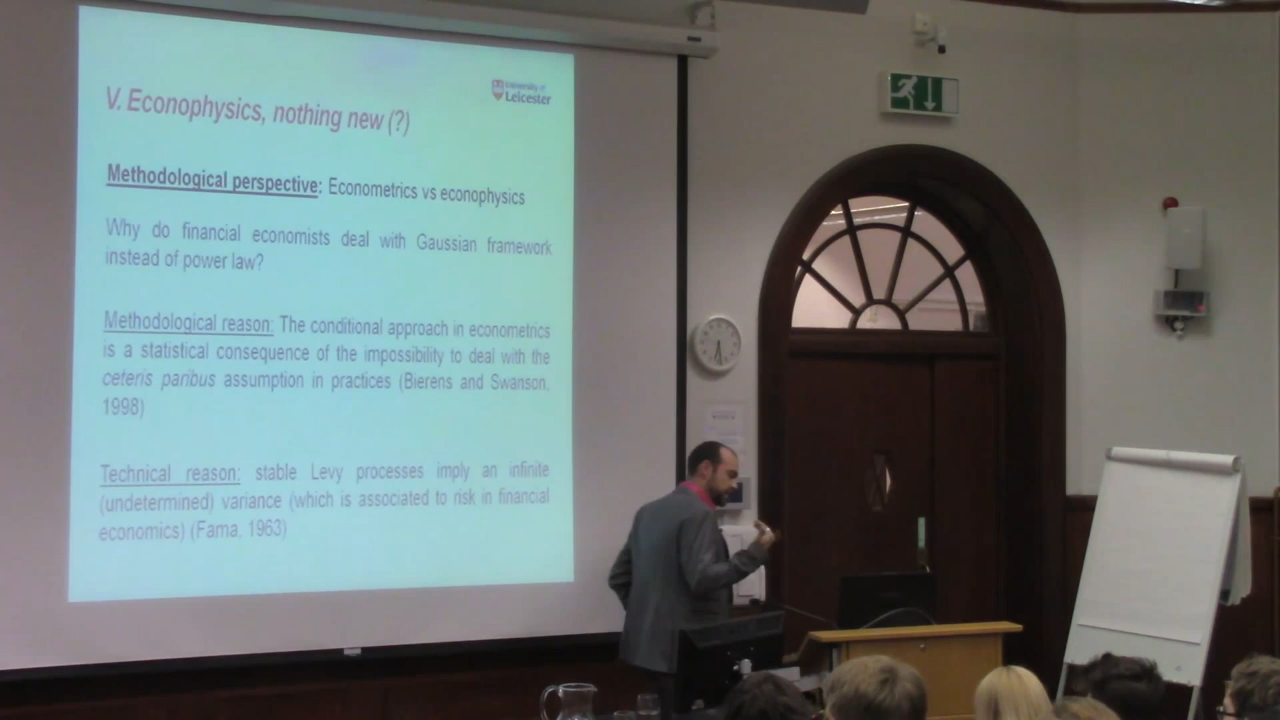 University of
Leicester
V. Econophysics, nothing new (?)
Methodological perspective: Econometrics vs econophysics
Why do financial economists deal with Gaussian framework
instead of power law?
Methodological reason: The conditional approach in econometrics
is a statistical consequence of the impossibility to deal with the
ceteris paribus assumption in practices (Bierens and Swanson,
1998)
Technical reason: stable Levy processes imply an infinite
(undetermined) variance (which is associated to risk in financial
economics) (Fama, 1963)